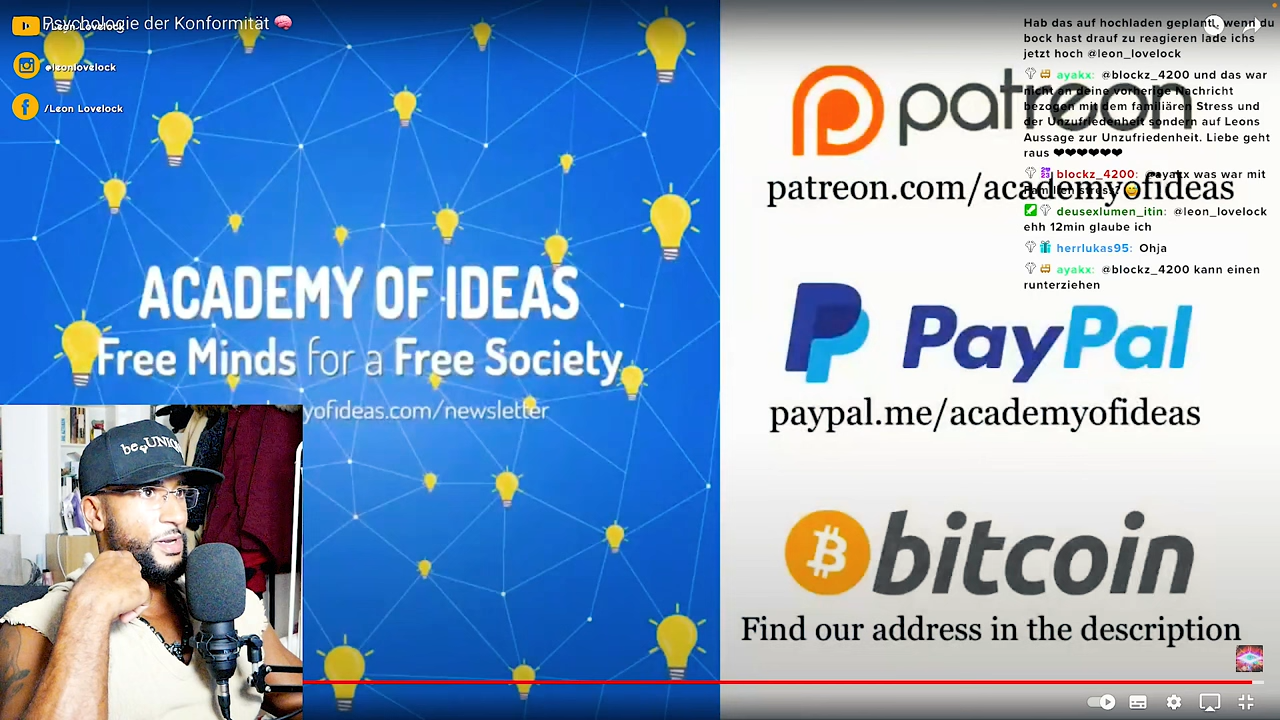 Psychologie der Konformität 🧠
/Leon Lovelock
leonlovelock
/Leon Lovelock
ACADEMY OF IDEAS
Free Minds for a Free Society
yofideas.com/newsletter
be UNIQ
patreon
patreon.com/academyofideas
PayPal
paypal.me/academyofideas
bitcoin
Find our address in the description
Hab das auf hochladen geplant, wenn du
bock hast drauf zu reagieren lade ichs
jetzt hoch @leon_lovelock
ayakx: @blockz_4200 und das war
nicht an deine vorherige Nachricht
bezogen mit dem familiären Stress und
der Unzufriedenheit sondern auf Leons
Aussage zur Unzufriedenheit. Liebe geht
raus ❤❤❤❤❤❤
blockz_4200: @ayakx was war mit
Familien stress? 😋
deusexlumen_itin: @leon_lovelock
ehh 12min glaube ich
herrlukas95: Ohja
ayakx: @blockz_4200 kann einen
runterziehen